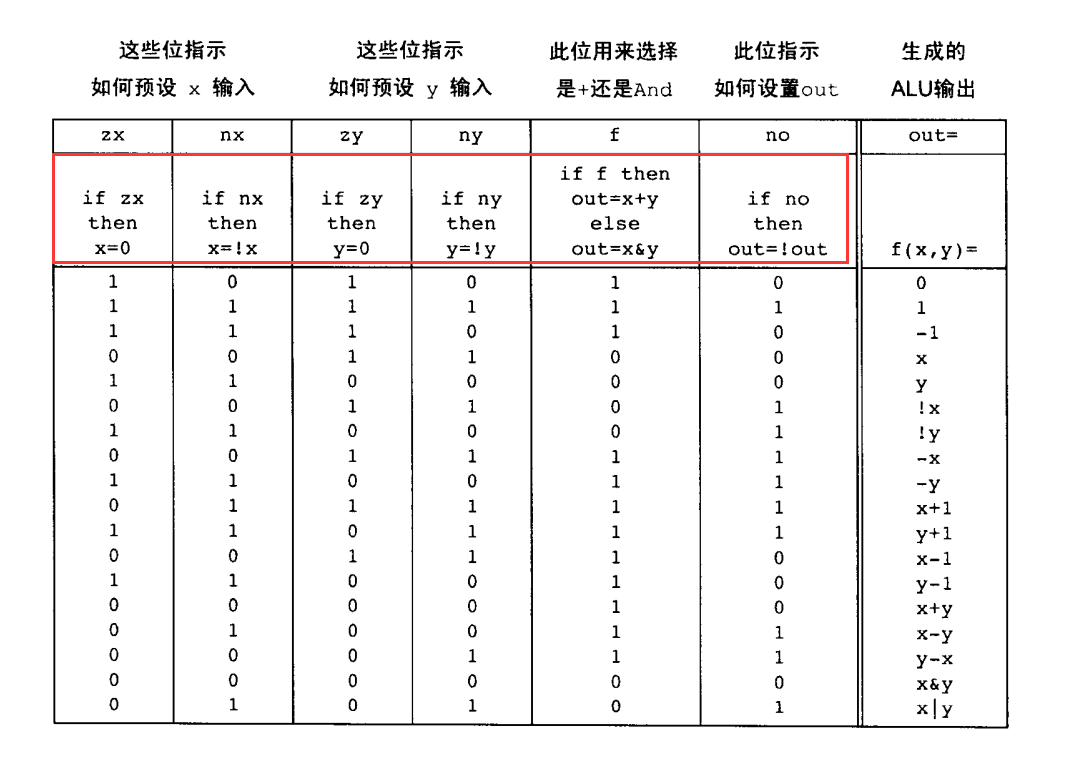 这些位指示 这些位指示 此位用来选择 此位指示 生成的
如何预设 x 输入 如何预设 y 输入 是+还是And 如何设置out ALU输出
zx nx zy ny f no out=
if f then
if zx if nx if zy if ny out=x+y if no
then then then then else then
x=0 x=!x y=0 y=!y out=x&y out=!out f(x,y)=
1 0 1 0 1 0 0
1 1 1 1 1 1 1
1 1 1 0 1 0 -1
0 0 1 1 0 0 x
1 1 0 0 0 0 y
0 0 1 1 0 1 !x
1 1 0 0 0 1 !y
0 0 1 1 1 1 -x
1 1 0 0 1 1 -y
0 1 1 1 1 1 x+1
1 1 0 1 1 1 y+1
0 0 1 1 1 0 x-1
1 1 0 0 1 0 y-1
0 0 0 0 1 0 x+y
0 1 0 0 1 1 x-y
0 0 0 1 1 1 y-x
0 0 0 0 0 0 x&y
0 1 0 1 0 1 x|y